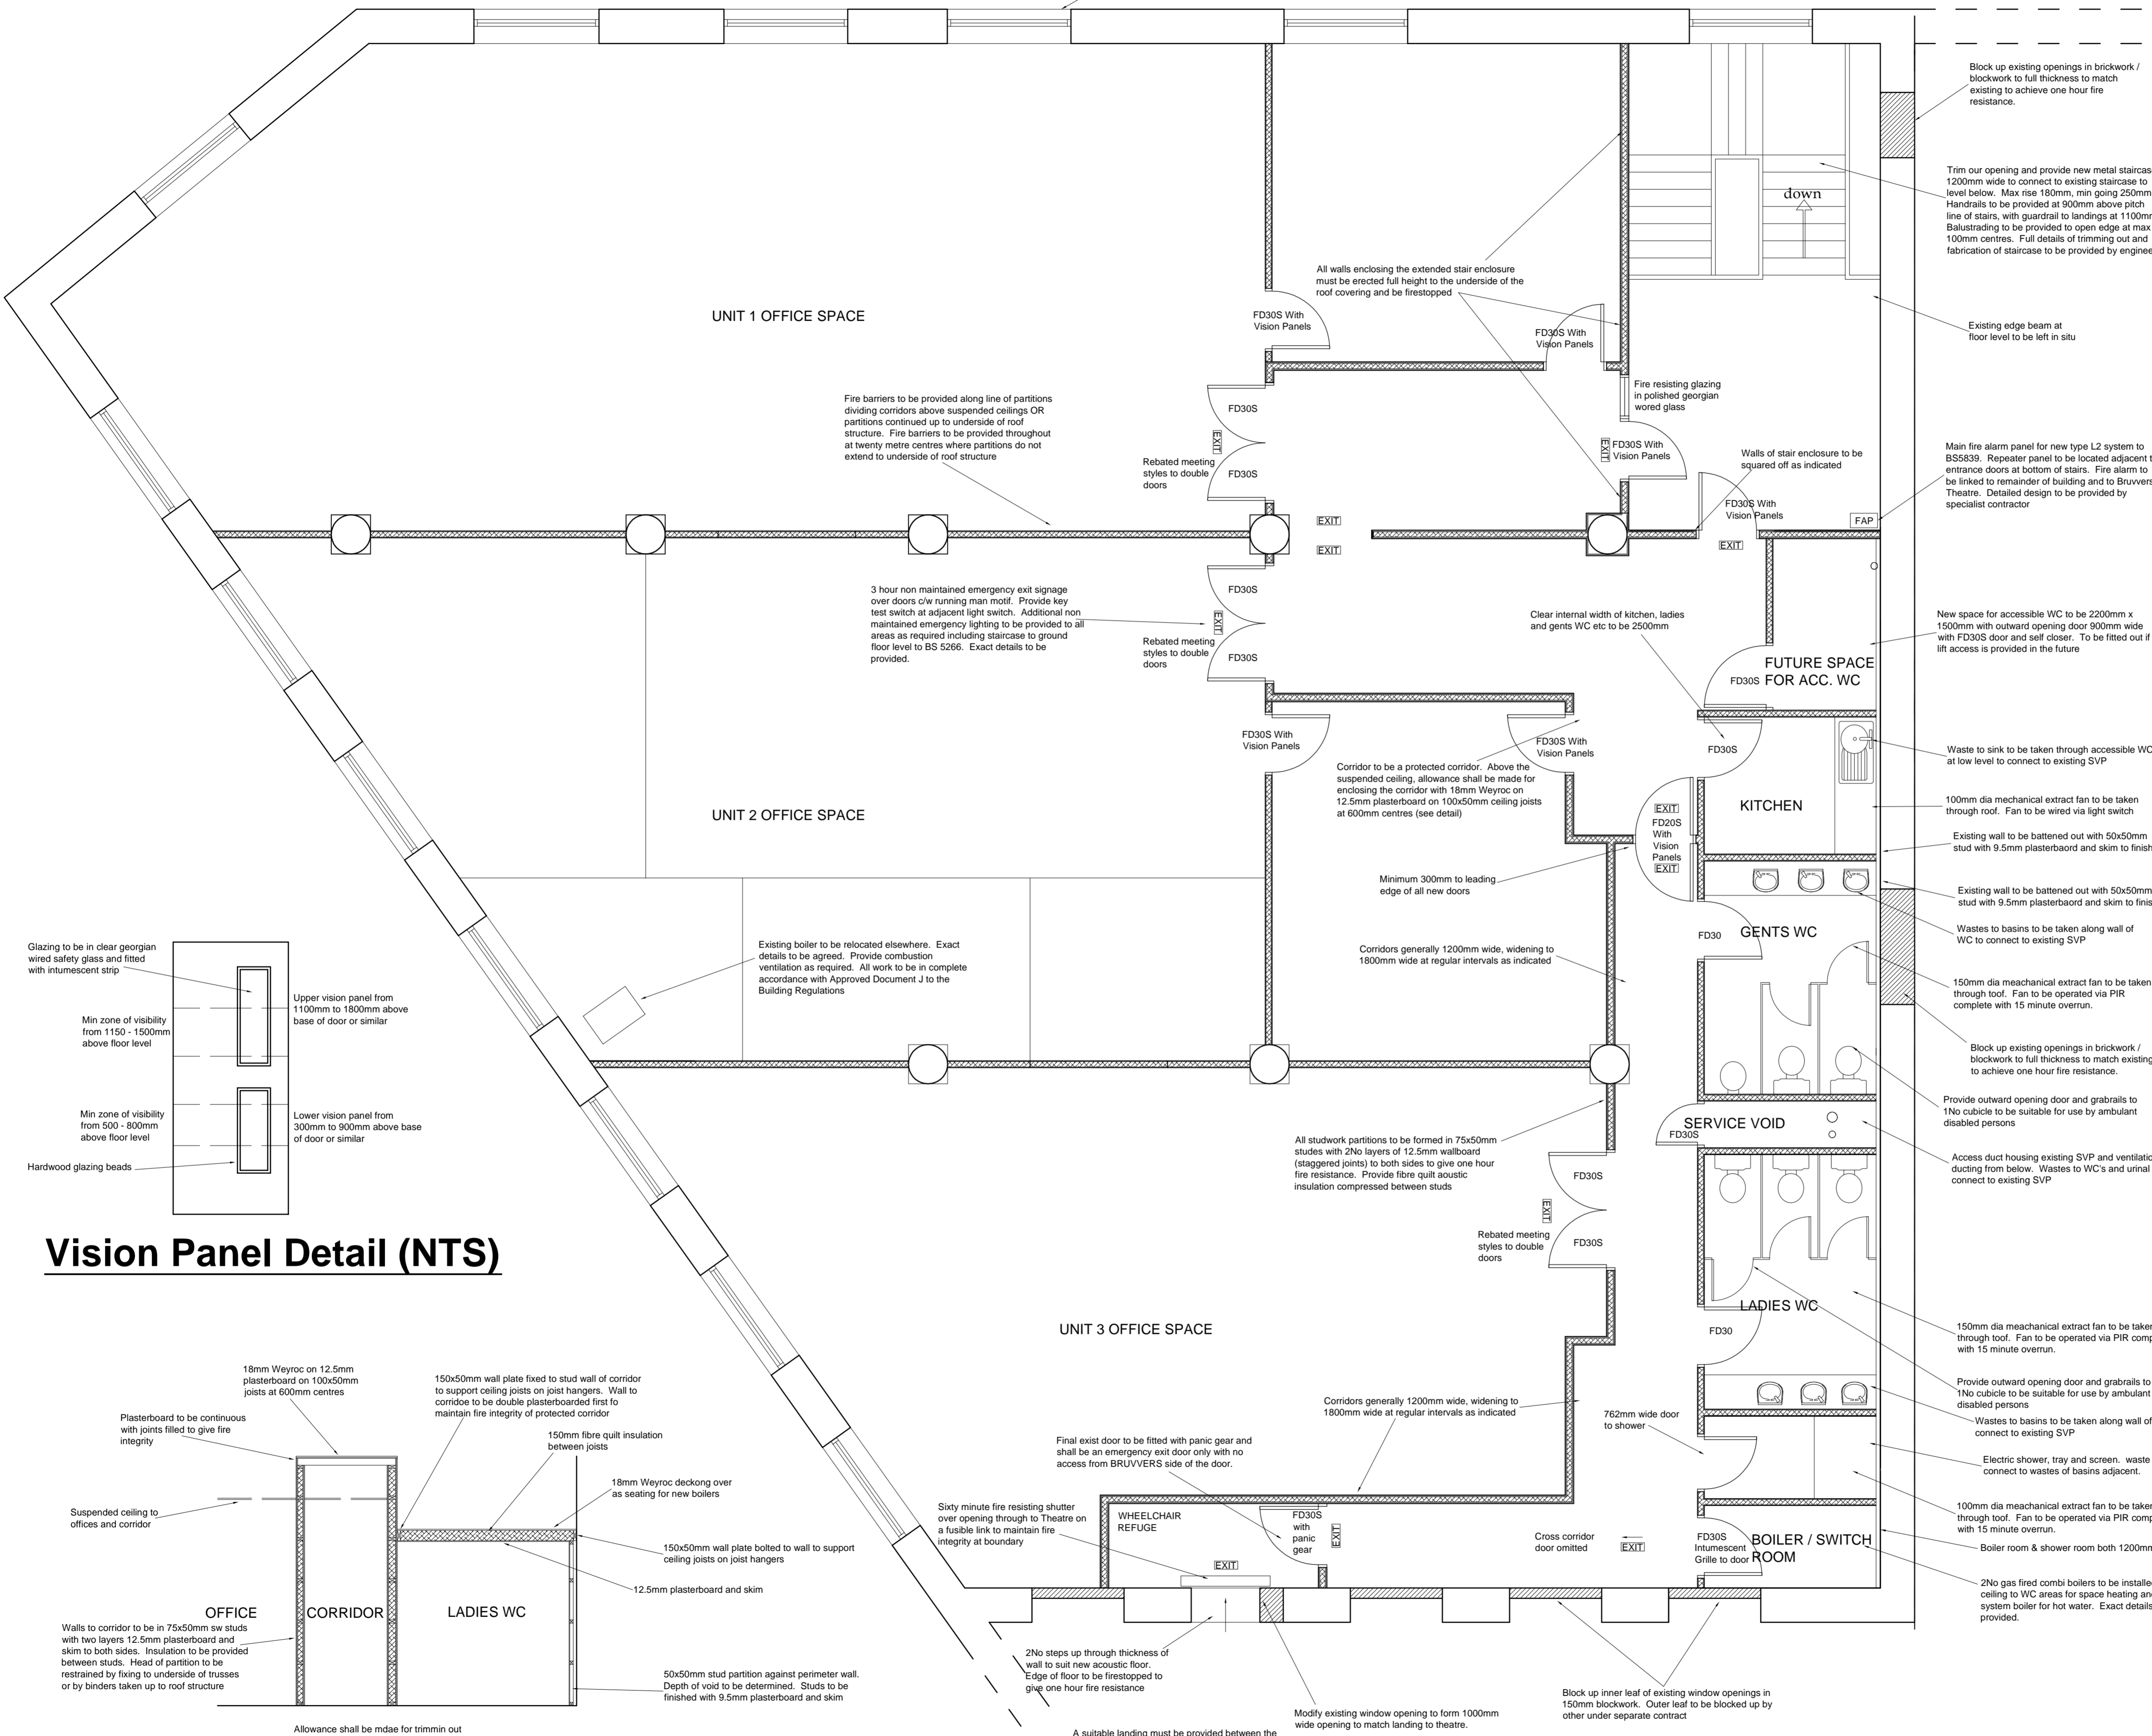 Block up existing openings in brickwork /
blockwork to full thickness to match
existing to achieve one hour fire
resistance.
Trim our opening and provide new metal staircas
1200mm wide to connect to existing staircase to
level below. Max rise 180mm, min going 250mm
Handrails to be provided at 900mm above pitch
line of stairs, with guardrail to landings at 1100mm
Balustrading to be provided to open edge at max
100mm centres. Full details of trimming out and
fabrication of staircase to be provided by enginee
down
All walls enclosing the extended stair enclosure
must be erected full height to the underside of the
roof covering and be firestopped
UNIT 1 OFFICE SPACE
FD30S With
Vision Panels
FD30S With
Vision Panels
Existing edge beam at
floor level to be left in situ
Fire resisting glazing
in polished georgian
wored glass
Fire barriers to be provided along line of partitions
dividing corridors above suspended ceilings OR
partitions continued up to underside of roof
structure. Fire barriers to be provided throughout
at twenty metre centres where partitions do not
extend to underside of roof structure
FD30S
EXIT
FD30S
Rebated meeting
styles to double
doors
EXIT
FD30S With
Vision Panels
Walls of stair enclosure to be
squared off as indicated
Main fire alarm panel for new type L2 system to
BS5839. Repeater panel to be located adjacent t
entrance doors at bottom of stairs. Fire alarm to
be linked to remainder of building and to Bruvvers
Theatre. Detailed design to be provided by
specialist contractor
FD30S With
Vision Panels
FAP
EXIT
EXIT
EXIT
3 hour non maintained emergency exit signage
over doors c/w running man motif. Provide key
test switch at adjacent light switch. Additional non
maintained emergency lighting to be provided to all
areas as required including staircase to ground
floor level to BS 5266. Exact details to be
provided.
FD30S
EXIT
FD30S
Rebated meeting
styles to double
doors
Clear internal width of kitchen, ladies
and gents WC etc to be 2500mm
New space for accessible WC to be 2200mm x
1500mm with outward opening door 900mm wide
with FD30S door and self closer. To be fitted out if
lift access is provided in the future
FUTURE SPACE
FOR ACC. WC
FD30S
FD30S With
Vision Panels
FD30S With
Vision Panels
FD30S
Waste to sink to be taken through accessible WC
at low level to connect to existing SVP
Corridor to be a protected corridor. Above the
suspended ceiling, allowance shall be made for
enclosing the corridor with 18mm Weyroc on
12.5mm plasterboard on 100x50mm ceiling joists
at 600mm centres (see detail)
UNIT 2 OFFICE SPACE
KITCHEN
100mm dia mechanical extract fan to be taken
through roof. Fan to be wired via light switch
EXIT
FD20S
With
Vision
Panels
EXIT
Existing wall to be battened out with 50x50mm
stud with 9.5mm plasterbaord and skim to finish
Minimum 300mm to leading
edge of all new doors
Existing wall to be battened out with 50x50mm
stud with 9.5mm plasterbaord and skim to finis
GENTS WC
FD30
Wastes to basins to be taken along wall of
WC to connect to existing SVP
Existing boiler to be relocated elsewhere. Exact
details to be agreed. Provide combustion
ventilation as required. All work to be in complete
accordance with Approved Document J to the
Building Regulations
Corridors generally 1200mm wide, widening to
1800mm wide at regular intervals as indicated
150mm dia meachanical extract fan to be taken
through toof. Fan to be operated via PIR
complete with 15 minute overrun.
Glazing to be in clear georgian
wired safety glass and fitted
with intumescent strip
Upper vision panel from
1100mm to 1800mm above
base of door or similar
Min zone of visibility
from 1150 - 1500mm
above floor level
Block up existing openings in brickwork /
blockwork to full thickness to match existing
to achieve one hour fire resistance.
Min zone of visibility
from 500 - 800mm
above floor level
Lower vision panel from
300mm to 900mm above base
of door or similar
Hardwood glazing beads
Provide outward opening door and grabrails to
1No cubicle to be suitable for use by ambulant
disabled persons
SERVICE VOID
FD30S
All studwork partitions to be formed in 75x50mm
studes with 2No layers of 12.5mm wallboard
(staggered joints) to both sides to give one hour
fire resistance. Provide fibre quilt aoustic
insulation compressed between studs
Access duct housing existing SVP and ventilatio
ducting from below. Wastes to WC's and urinal
connect to existing SVP
FD30S
EXIT
FD30S
Rebated meeting
styles to double
doors
Vision Panel Detail (NTS)
LADIES WC
FD30
UNIT 3 OFFICE SPACE
150mm dia meachanical extract fan to be taken
through toof. Fan to be operated via PIR comp
with 15 minute overrun.
Provide outward opening door and grabrails to
1No cubicle to be suitable for use by ambulant
disabled persons
Wastes to basins to be taken along wall of
connect to existing SVP
18mm Weyroc on 12.5mm
plasterboard on 100x50mm
joists at 600mm centres
150x50mm wall plate fixed to stud wall of corridor
to support ceiling joists on joist hangers. Wall to
corridoe to be double plasterboarded first fo
maintain fire integrity of protected corridor
Plasterboard to be continuous
with joints filled to give fire
integrity
150mm fibre quilt insulation
between joists
Corridors generally 1200mm wide, widening to
1800mm wide at regular intervals as indicated
762mm wide door
to shower
Final exist door to be fitted with panic gear and
shall be an emergency exit door only with no
access from BRUVVERS side of the door.
Electric shower, tray and screen. waste
connect to wastes of basins adjacent.
18mm Weyroc deckong over
as seating for new boilers
Suspended ceiling to
offices and corridor
Sixty minute fire resisting shutter
over opening through to Theatre on
a fusible link to maintain fire
integrity at boundary
WHEELCHAIR
REFUGE
FD30S
with
panic
gear
EXIT
EXIT
Cross corridor
door omitted
EXIT
FD30S
Intumescent
Grille to door
BOILER / SWITCH
ROOM
100mm dia meachanical extract fan to be taken
through toof. Fan to be operated via PIR comp
with 15 minute overrun.
Boiler room & shower room both 1200mm
150x50mm wall plate bolted to wall to support
ceiling joists on joist hangers
12.5mm plasterboard and skim
2No gas fired combi boilers to be installe
ceiling to WC areas for space heating and
system boiler for hot water. Exact details
provided.
OFFICE
CORRIDOR
LADIES WC
Walls to corridor to be in 75x50mm sw studs
with two layers 12.5mm plasterboard and
skim to both sides. Insulation to be provided
between studs. Head of partition to be
restrained by fixing to underside of trusses
or by binders taken up to roof structure
50x50mm stud partition against perimeter wall.
Depth of void to be determined. Studs to be
finished with 9.5mm plasterboard and skim
2No steps up through thickness of
wall to suit new acoustic floor.
Edge of floor to be firestopped to
give one hour fire resistance
Block up inner leaf of existing window openings in
150mm blockwork. Outer leaf to be blocked up by
other under separate contract
Modify existing window opening to form 1000mm
wide opening to match landing to theatre.
Allowance shall be mdae for trimmin out
A suitable landing must be provided between the